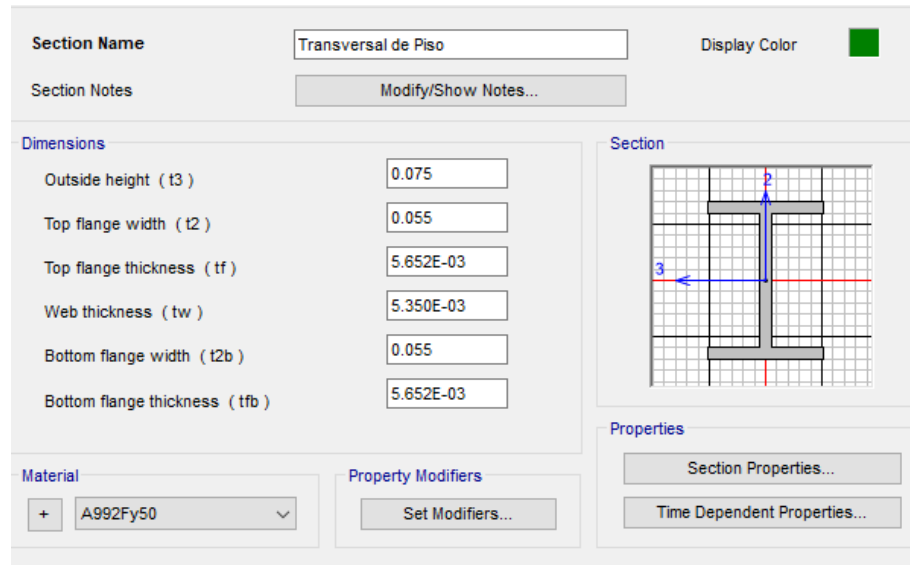 Section Name Transversal de Piso Display Color
Section Notes Modify/Show Notes...
Dimensions
Outside height ( t3 ) 0.075
Top flange width ( t2 ) 0.055
Top flange thickness ( tf ) 5.652E-03
Web thickness ( tw ) 5.350E-03
Bottom flange width ( t2b ) 0.055
Bottom flange thickness ( tfb ) 5.652E-03
Section
2
3
Material
+ A992Fy50
Property Modifiers
Set Modifiers...
Properties
Section Properties...
Time Dependent Properties...